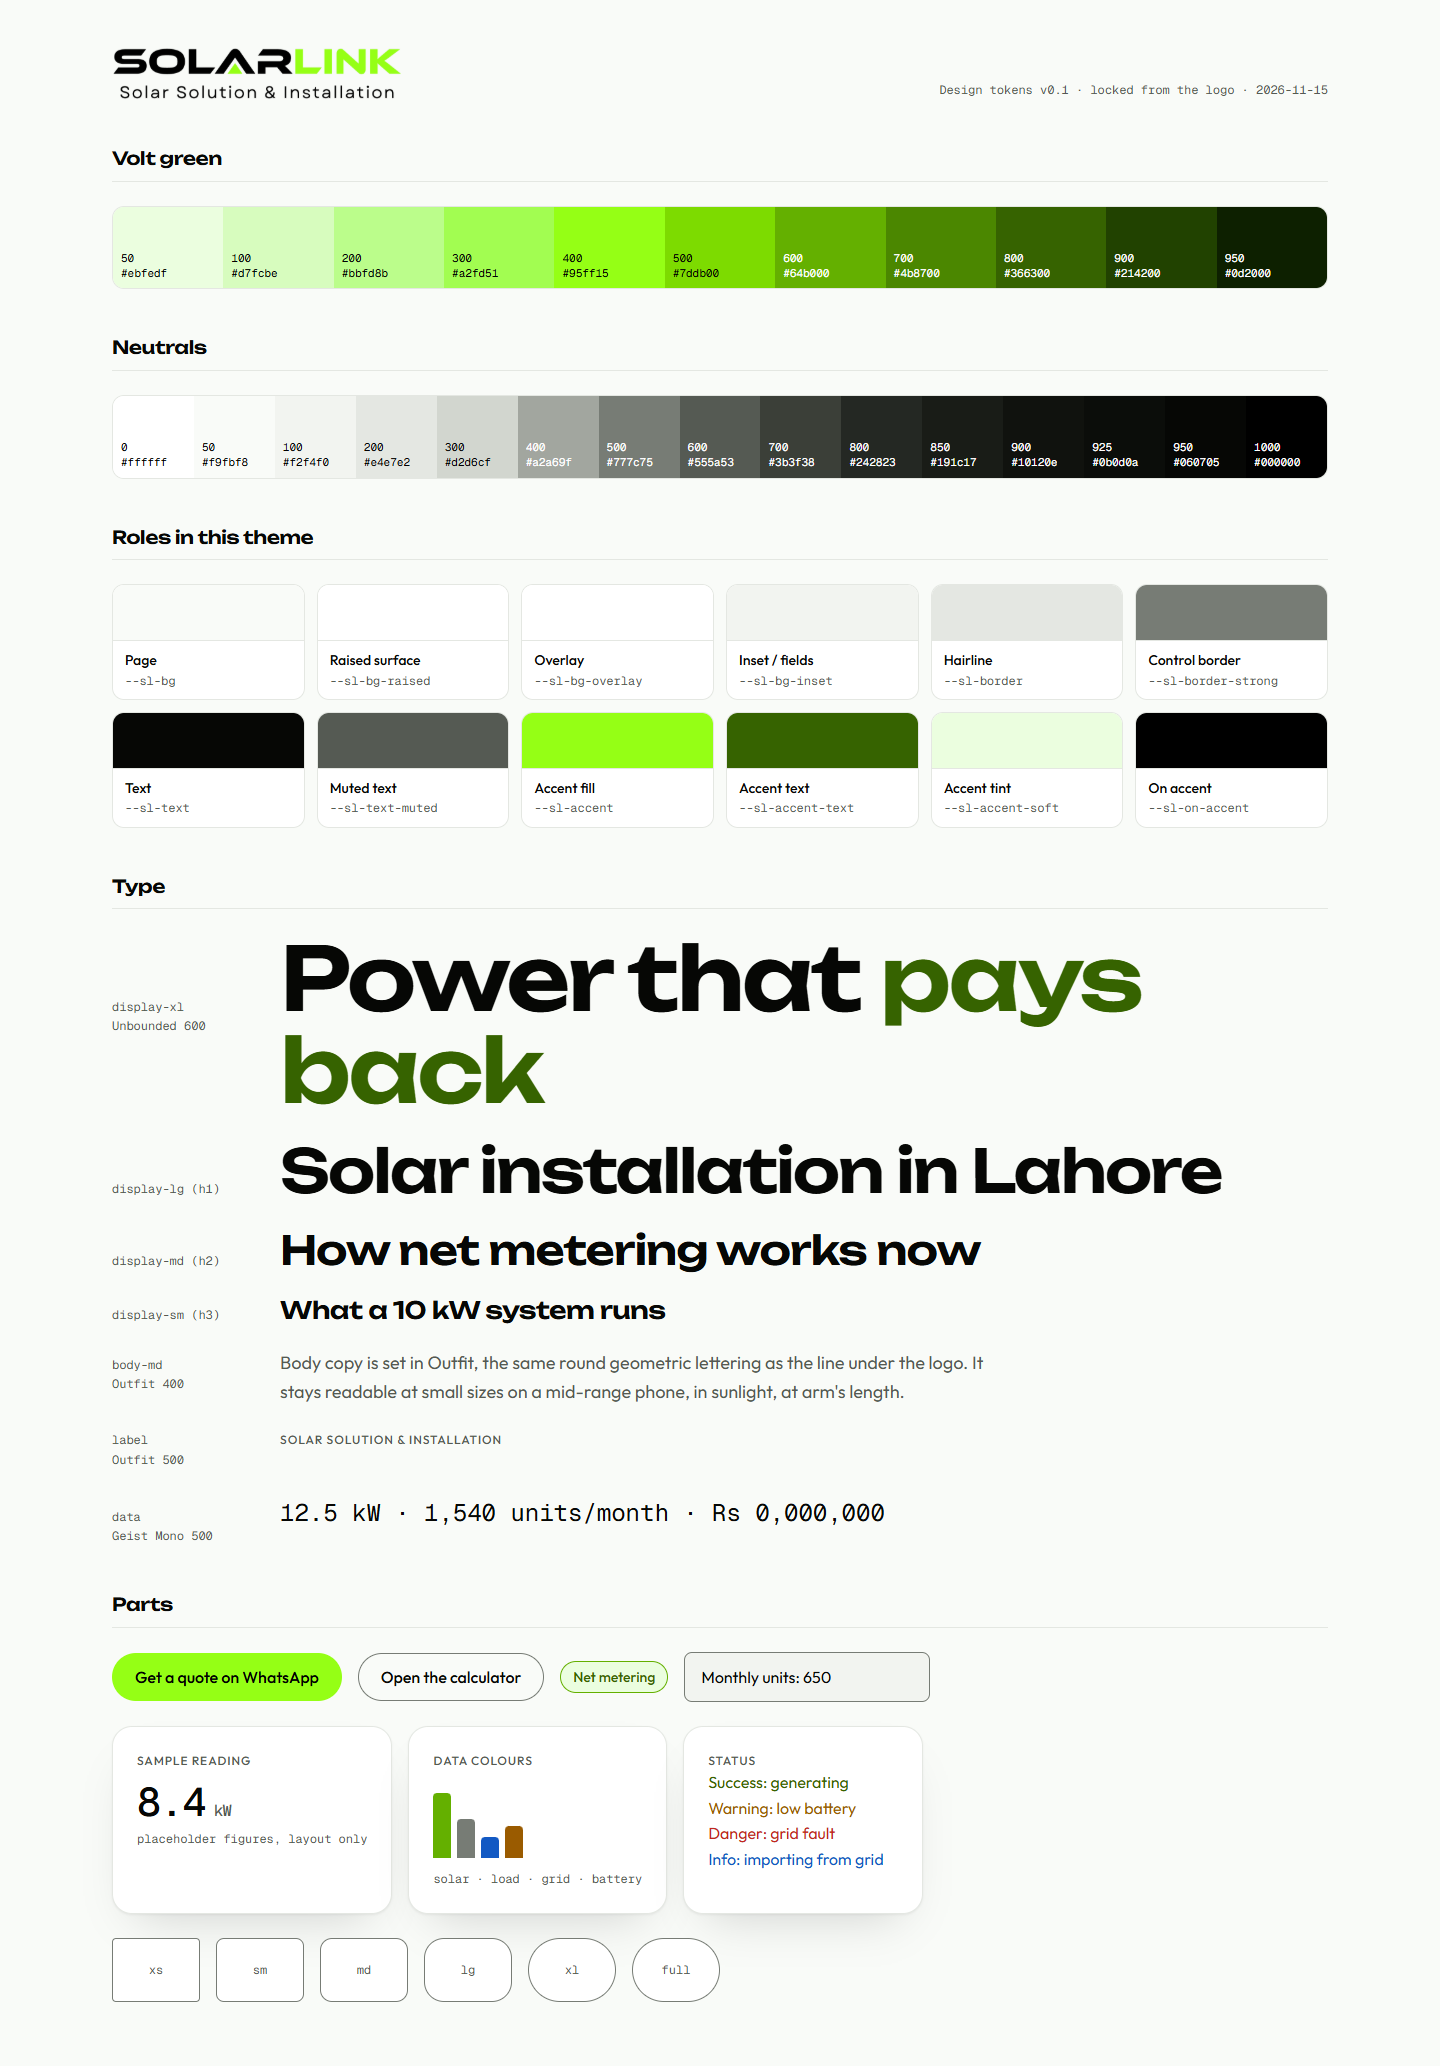 SOLARLINK
Solar Solution & Installation
Design tokens v0.1 · locked from the logo · 2026-11-15
Volt green
50
#ebfedf
100
#d7fcbe
200
#bbfd8b
300
#a2fd51
400
#95ff15
500
#7ddb00
600
#64b000
700
#4b8700
800
#366300
900
#214200
950
#0d2000
Neutrals
0
#ffffff
50
#f9fbf8
100
#f2f4f0
200
#e4e7e2
300
#d2d6cf
400
#a2a69f
500
#777c75
600
#555a53
700
#3b3f38
800
#242823
850
#191c17
900
#10120e
925
#0b0d0a
950
#060705
1000
#000000
Roles in this theme
Page
--sl-bg
Raised surface
--sl-bg-raised
Overlay
--sl-bg-overlay
Inset / fields
--sl-bg-inset
Hairline
--sl-border
Control border
--sl-border-strong
Text
--sl-text
Muted text
--sl-text-muted
Accent fill
--sl-accent
Accent text
--sl-accent-text
Accent tint
--sl-accent-soft
On accent
--sl-on-accent
Type
display-xl
Unbounded 600
Power that pays
back
display-lg (h1)
Solar installation in Lahore
display-md (h2)
How net metering works now
display-sm (h3)
What a 10 kW system runs
body-md
Outfit 400
Body copy is set in Outfit, the same round geometric lettering as the line under the logo. It
stays readable at small sizes on a mid-range phone, in sunlight, at arm's length.
label
Outfit 500
SOLAR SOLUTION & INSTALLATION
data
Geist Mono 500
12.5 kW · 1,540 units/month · Rs 0,000,000
Parts
Get a quote on WhatsApp
Open the calculator
Net metering
Monthly units: 650
SAMPLE READING
8.4 kW
placeholder figures, layout only
DATA COLOURS
solar · load · grid · battery
STATUS
Success: generating
Warning: low battery
Danger: grid fault
Info: importing from grid
xs
sm
md
lg
xl
full